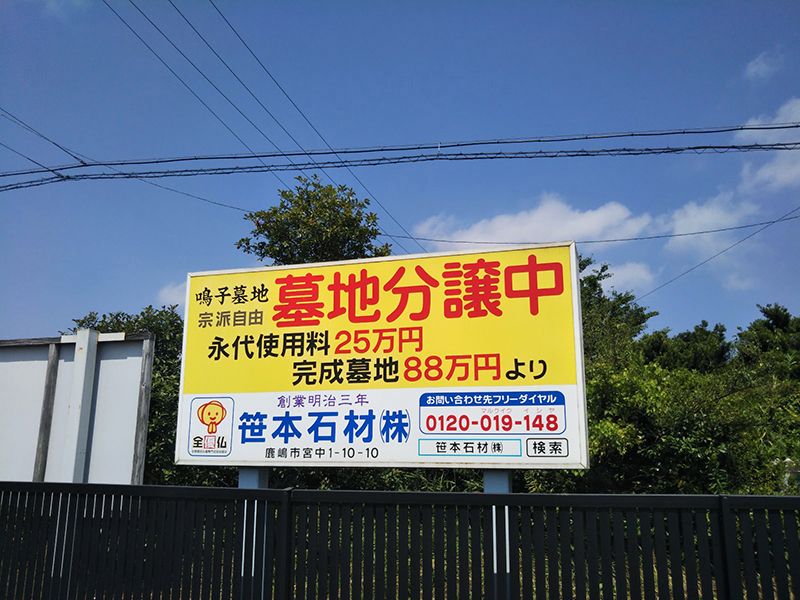 鳴子墓地
宗派自由
墓地分譲中
永代使用料25万円
完成墓地88万円より
創業明治三年
笹本石材㈱
鹿嶋市宮中1-10-10
全優仏
お問い合わせ先フリーダイヤル
マルクイク イシヤ
0120-019-148
笹本石材㈱ 検索